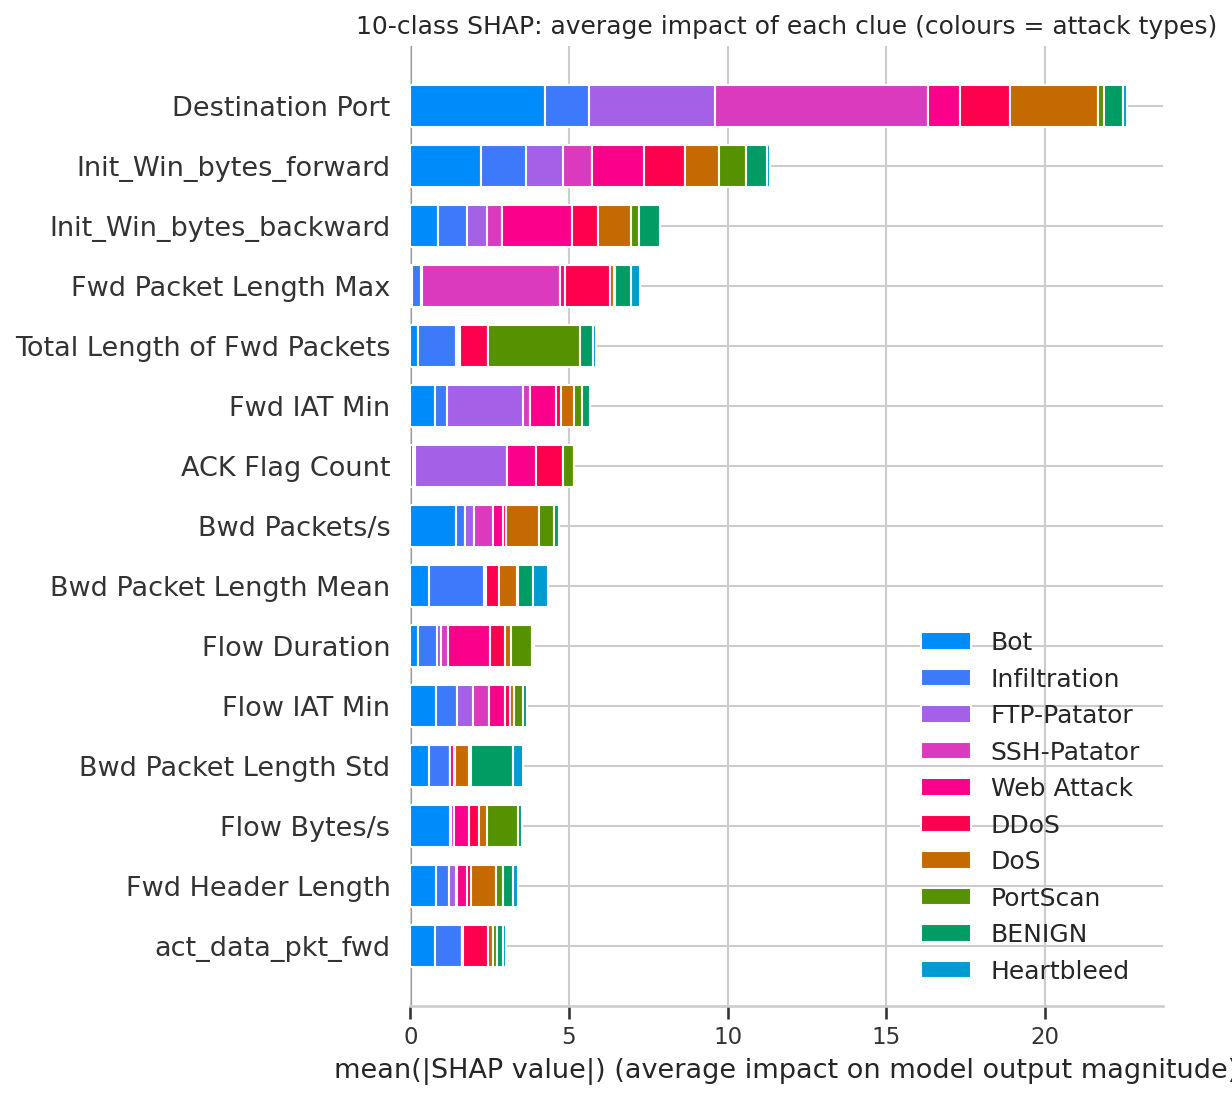 10-class SHAP: average impact of each clue (colours = attack types)
Destination Port
Init_Win_bytes_forward
Init_Win_bytes_backward
Fwd Packet Length Max
Total Length of Fwd Packets
Fwd IAT Min
ACK Flag Count
Bwd Packets/s
Bwd Packet Length Mean
Flow Duration
Flow IAT Min
Bwd Packet Length Std
Flow Bytes/s
Fwd Header Length
act_data_pkt_fwd
Bot
Infiltration
FTP-Patator
SSH-Patator
Web Attack
DDoS
DoS
PortScan
BENIGN
Heartbleed
0 5 10 15 20
mean(|SHAP value|) (average impact on model output magnitude)